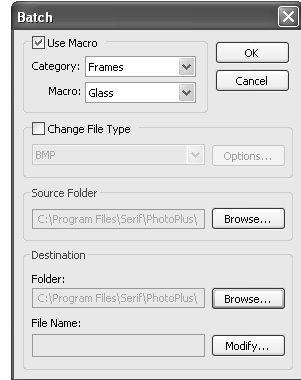 Batch
Use Macro
OK
Category: Frames
Cancel
Macro: Glass
Change File Type
BMP
Options...
Source Folder
C:\Program Files\Serif\PhotoPlus\
Browse...
Destination
Folder:
C:\Program Files\Serif\PhotoPlus\
Browse...
File Name:
Modify...